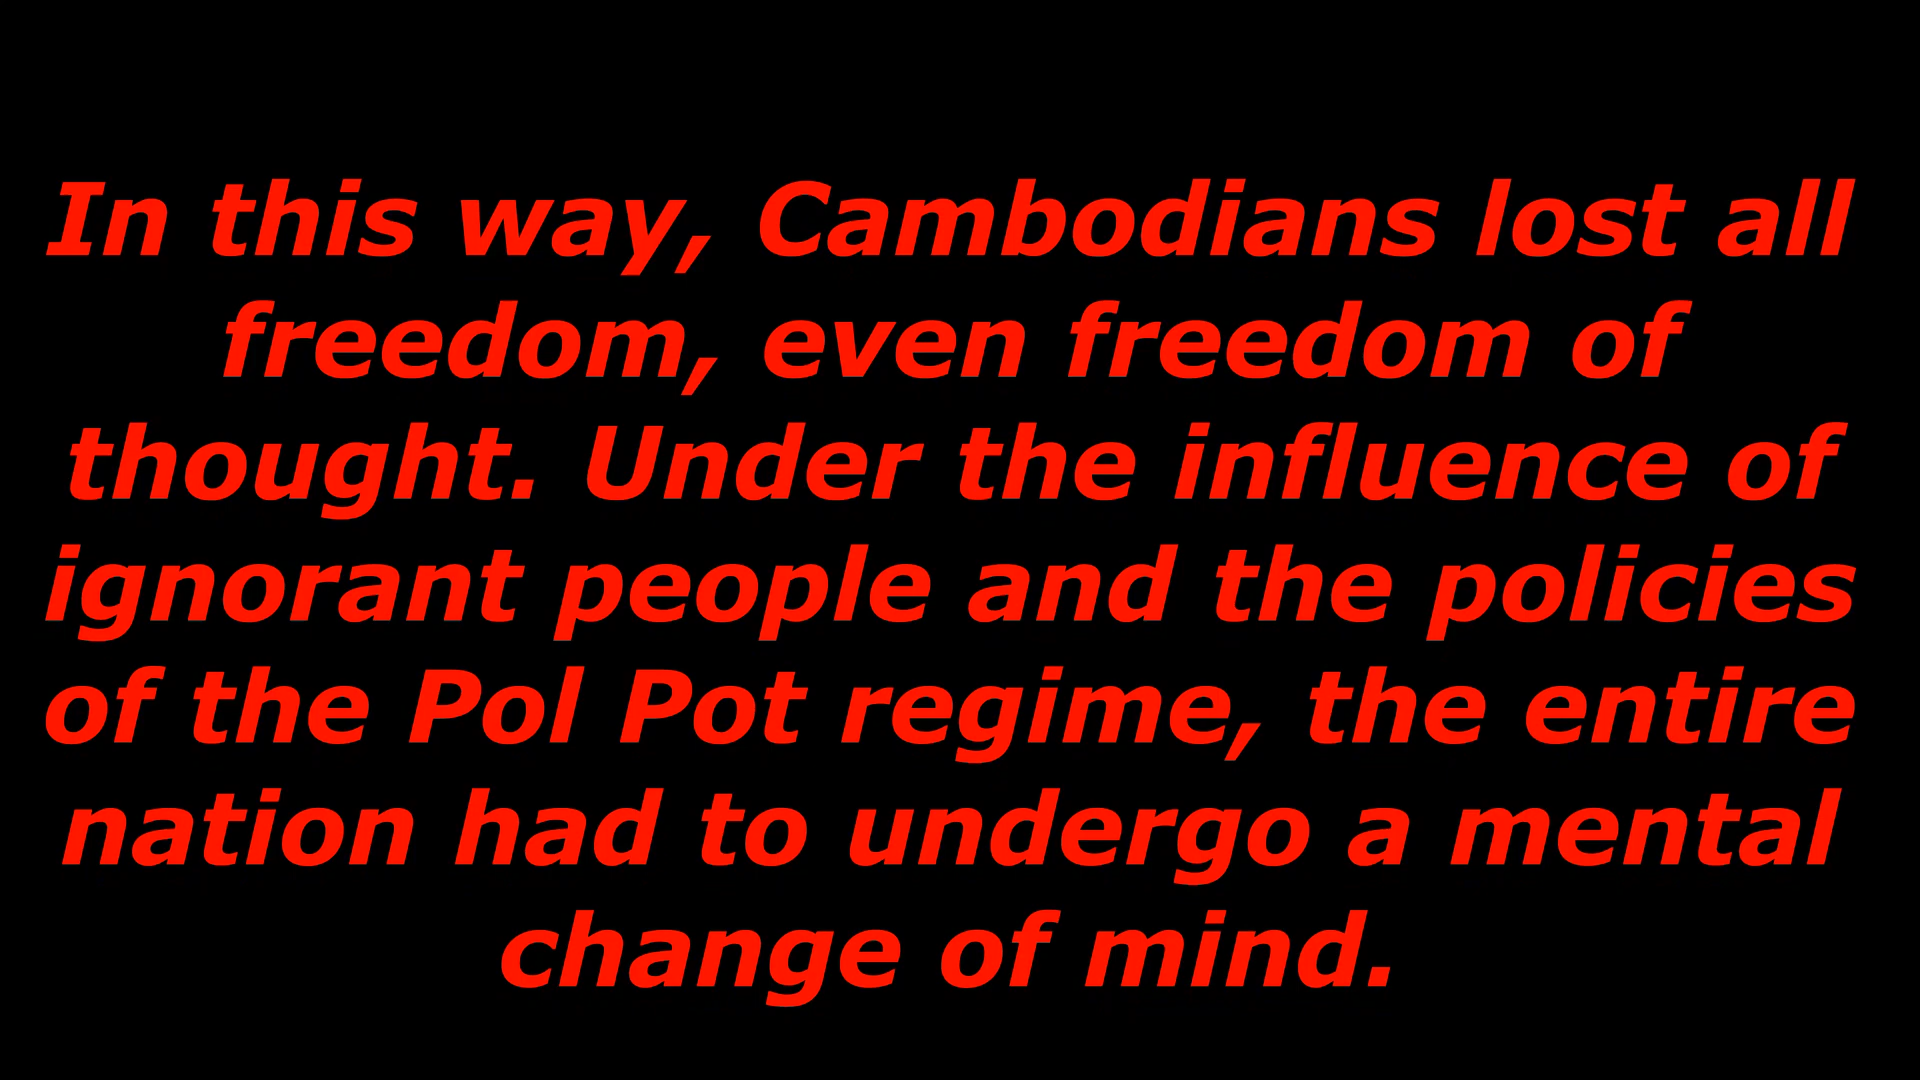 In this way, Cambodians lost all
freedom, even freedom of
thought. Under the influence of
ignorant people and the policies
of the Pol Pot regime, the entire
nation had to undergo a mental
change of mind.